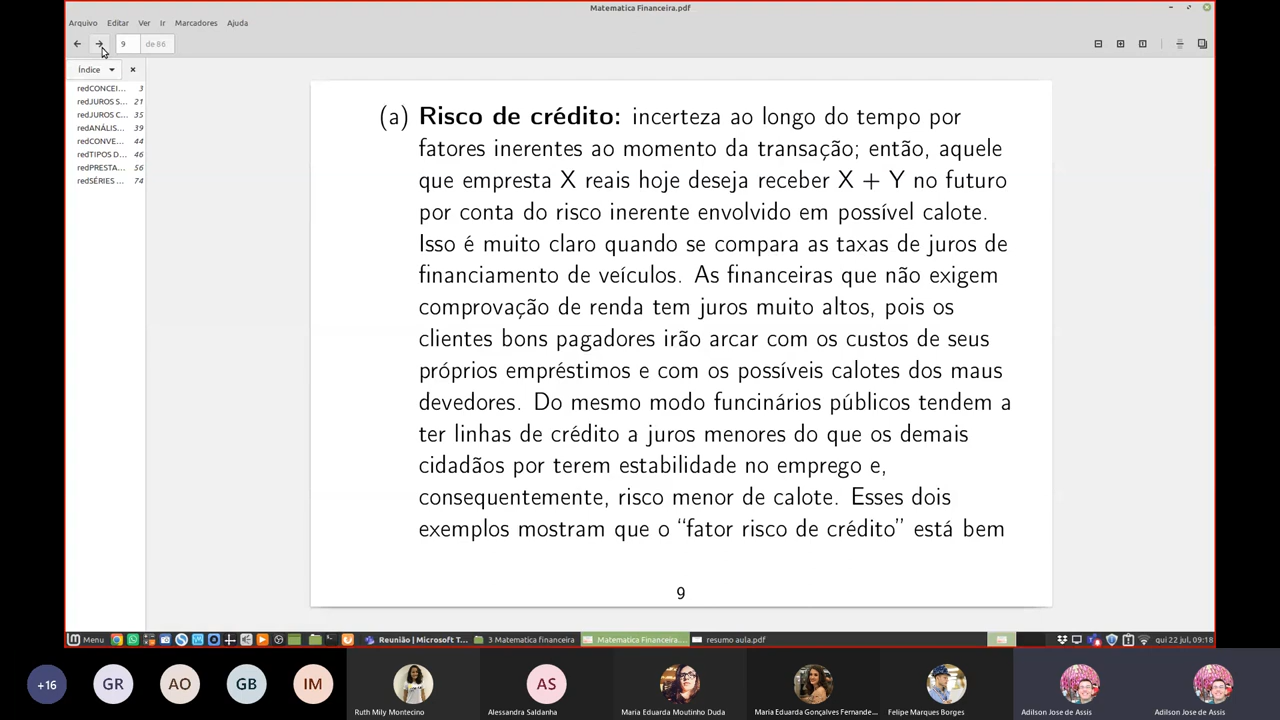 Matematica Financeira.pdf
Arquivo Editar Ver Ir Marcadores Ajuda
9 de 86
Índice
redCONCEI... 3
redJUROS S... 21
redJUROS C... 35
redANÁLIS... 39
redCONVE... 44
redTIPOS D... 46
redPRESTA... 56
redSÉRIES ... 74
(a) Risco de crédito: incerteza ao longo do tempo por
fatores inerentes ao momento da transação; então, aquele
que empresta X reais hoje deseja receber X + Y no futuro
por conta do risco inerente envolvido em possível calote.
Isso é muito claro quando se compara as taxas de juros de
financiamento de veículos. As financeiras que não exigem
comprovação de renda tem juros muito altos, pois os
clientes bons pagadores irão arcar com os custos de seus
próprios empréstimos e com os possíveis calotes dos maus
devedores. Do mesmo modo funcinários públicos tendem a
ter linhas de crédito a juros menores do que os demais
cidadãos por terem estabilidade no emprego e,
consequentemente, risco menor de calote. Esses dois
exemplos mostram que o “fator risco de crédito” está bem
9
Menu Reunião | Microsoft T... 3 Matematica financeira Matematica Financeira... resumo aula.pdf qui 22 jul, 09:18
+16 GR AO GB IM AS
Ruth Mily Montecino Alessandra Saldanha Maria Eduarda Moutinho Duda Maria Eduarda Gonçalves Fernande... Felipe Marques Borges Adilson Jose de Assis Adilson Jose de Assis